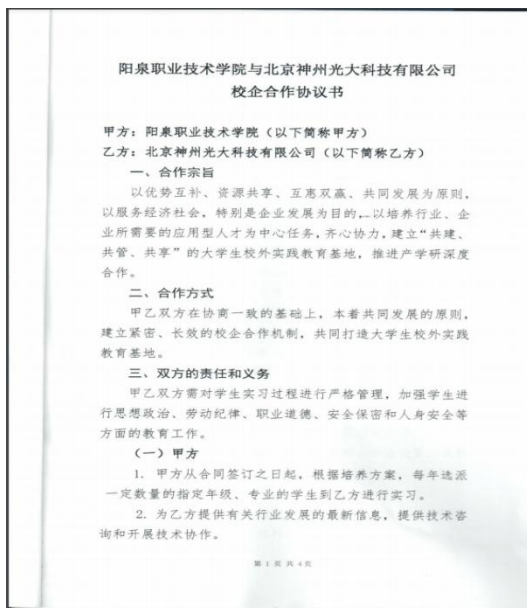 阳泉职业技术学院与北京神州光大科技有限公司
校企合作协议书
甲方：阳泉职业技术学院（以下简称甲方）
乙方：北京神州光大科技有限公司（以下简称乙方）
一、合作宗旨
以优势互补、资源共享、互惠双赢、共同发展为原则，
以服务经济社会，特别是企业发展为目的，以培养行业、企
业所需要的应用型人才为中心任务，齐心协力，建立“共建、
共管、共享”的大学生校外实践教育基地，推进产学研深度
合作。
二、合作方式
甲乙双方在协商一致的基础上，本着共同发展的原则，
建立紧密、长效的校企合作机制，共同打造大学生校外实践
教育基地。
三、双方的责任和义务
甲乙双方需对学生实习过程进行严格管理，加强学生进
行思想政治、劳动纪律、职业道德、安全保密和人身安全等
方面的教育工作。
（一）甲方
1. 甲方从合同签订之日起，根据培养方案，每年选派
一定数量的指定年级、专业的学生到乙方进行实习。
2. 为乙方提供有关行业发展的最新信息，提供技术咨
询和开展技术协作。
第 1 页 共 4 页